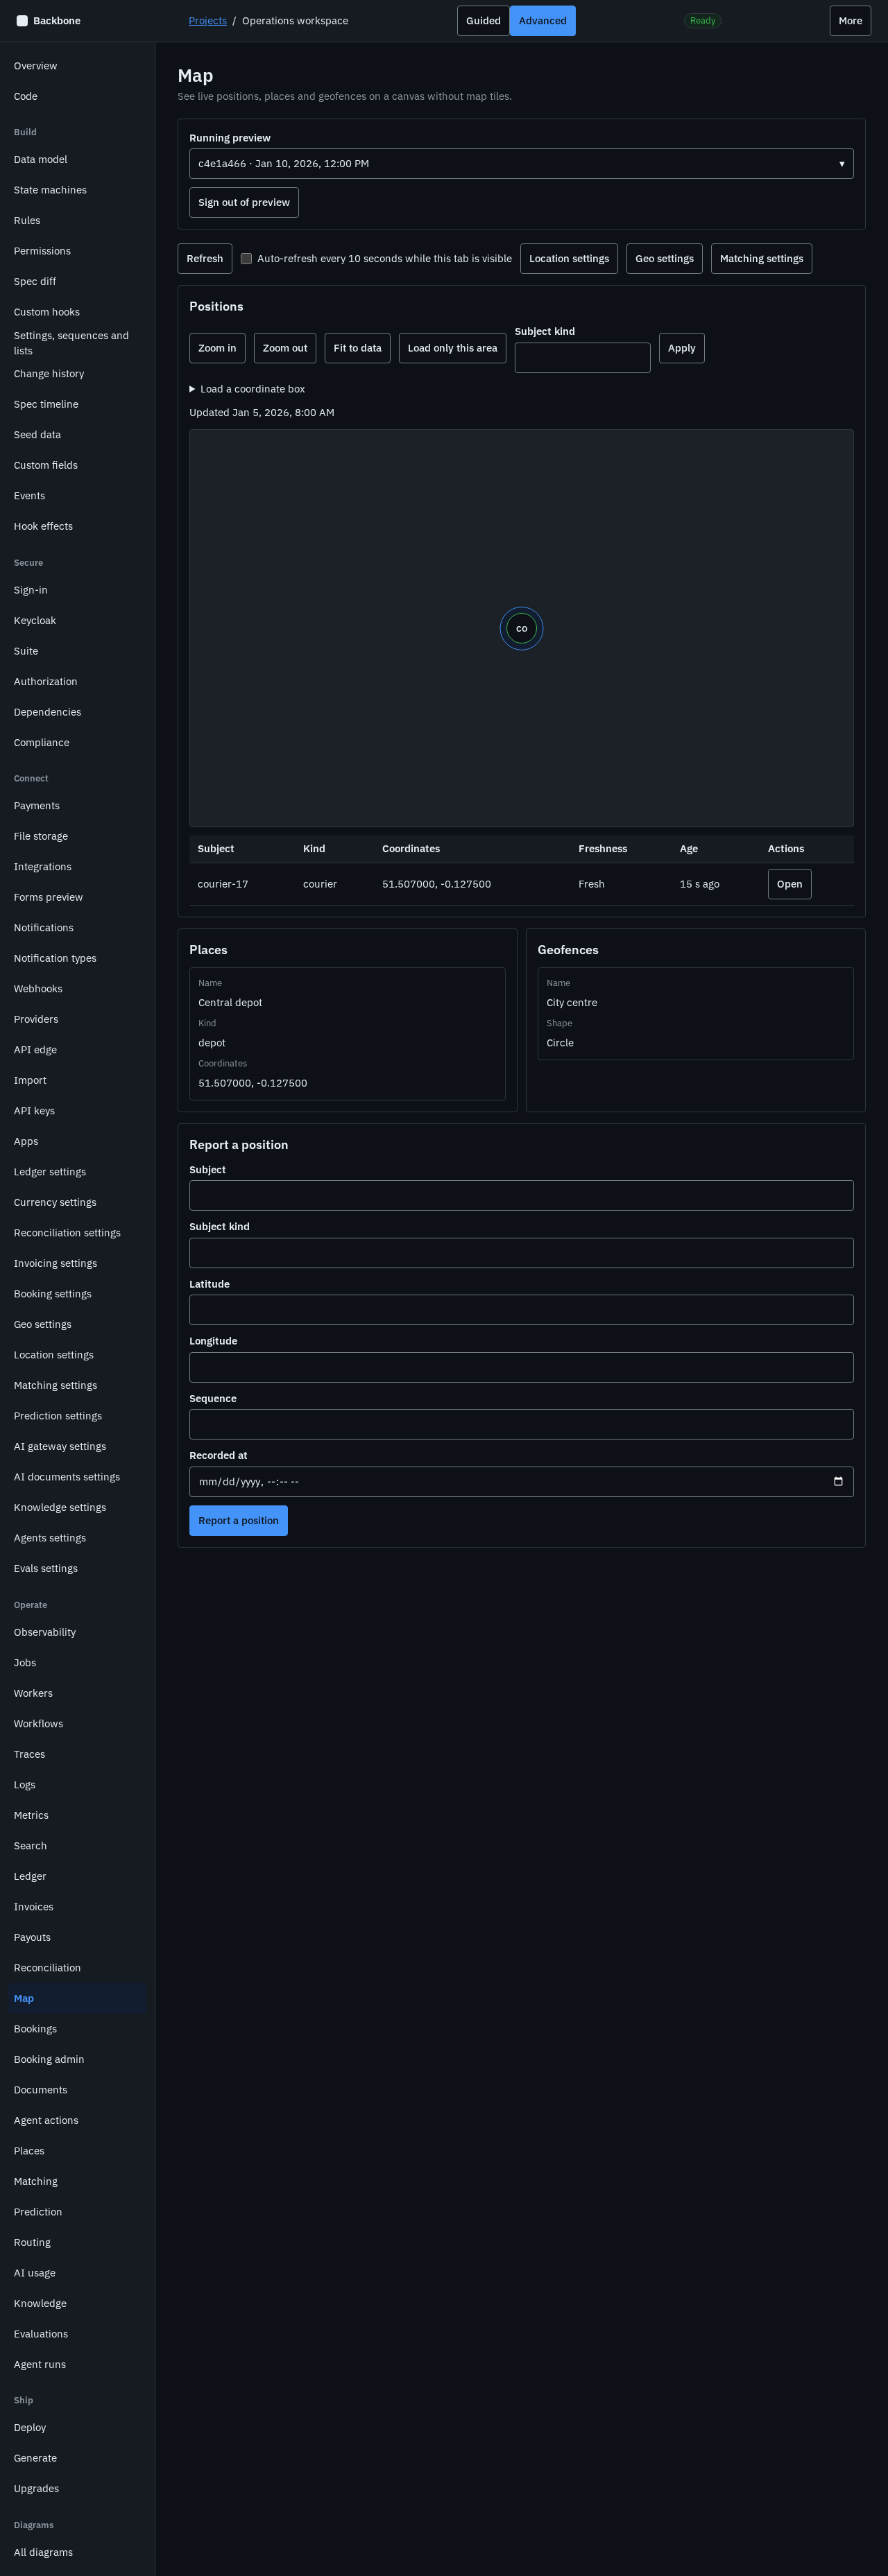 Backbone
Projects / Operations workspace
Guided
Advanced
Ready
More
Overview
Code
Build
Data model
State machines
Rules
Permissions
Spec diff
Custom hooks
Settings, sequences and
lists
Change history
Spec timeline
Seed data
Custom fields
Events
Hook effects
Secure
Sign-in
Keycloak
Suite
Authorization
Dependencies
Compliance
Connect
Payments
File storage
Integrations
Forms preview
Notifications
Notification types
Webhooks
Providers
API edge
Import
API keys
Apps
Ledger settings
Currency settings
Reconciliation settings
Invoicing settings
Booking settings
Geo settings
Location settings
Matching settings
Prediction settings
AI gateway settings
AI documents settings
Knowledge settings
Agents settings
Evals settings
Operate
Observability
Jobs
Workers
Workflows
Traces
Logs
Metrics
Search
Ledger
Invoices
Payouts
Reconciliation
Map
Bookings
Booking admin
Documents
Agent actions
Places
Matching
Prediction
Routing
AI usage
Knowledge
Evaluations
Agent runs
Ship
Deploy
Generate
Upgrades
Diagrams
All diagrams
Map
See live positions, places and geofences on a canvas without map tiles.
Running preview
c4e1a466 · Jan 10, 2026, 12:00 PM
Sign out of preview
Refresh
Auto-refresh every 10 seconds while this tab is visible
Location settings
Geo settings
Matching settings
Positions
Zoom in
Zoom out
Fit to data
Load only this area
Subject kind
Apply
Load a coordinate box
Updated Jan 5, 2026, 8:00 AM
co
Subject Kind Coordinates Freshness Age Actions
courier-17 courier 51.507000, -0.127500 Fresh 15 s ago Open
Places
Name
Central depot
Kind
depot
Coordinates
51.507000, -0.127500
Geofences
Name
City centre
Shape
Circle
Report a position
Subject
Subject kind
Latitude
Longitude
Sequence
Recorded at
mm/dd/yyyy, --:-- --
Report a position